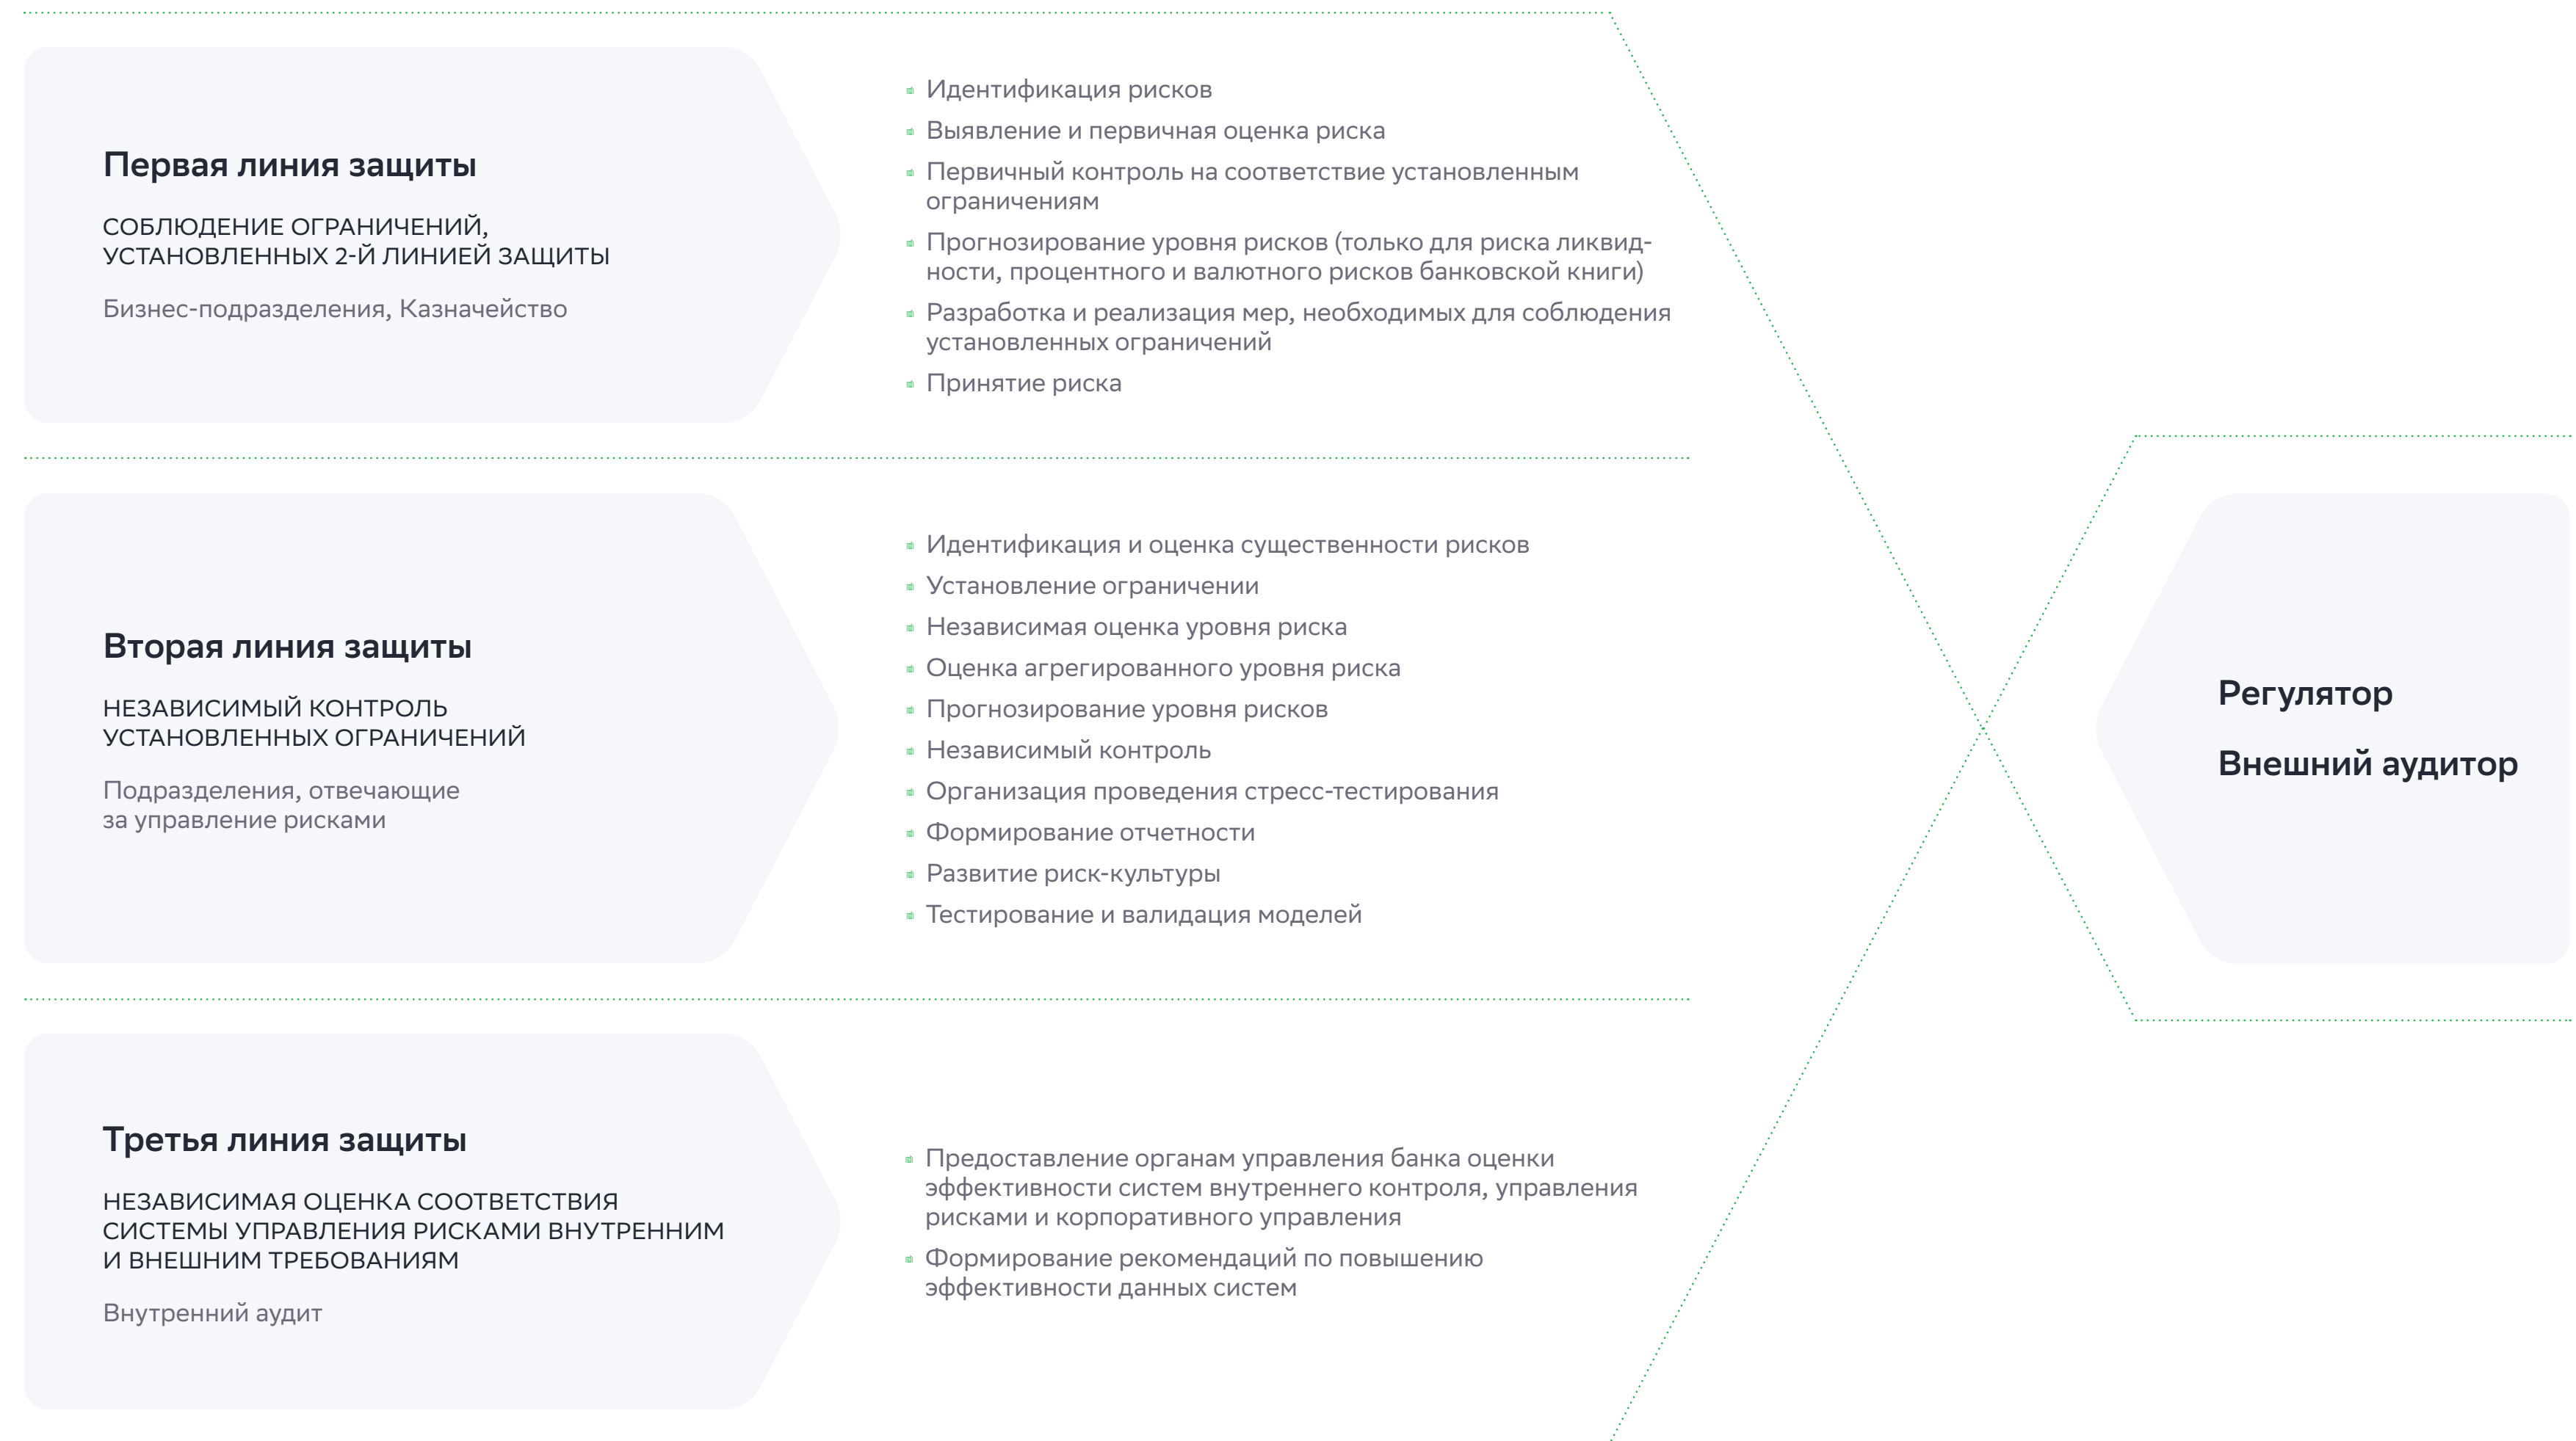 Первая линия защиты
СОБЛЮДЕНИЕ ОГРАНИЧЕНИЙ,
УСТАНОВЛЕННЫХ 2-Й ЛИНИЕЙ ЗАЩИТЫ
Бизнес-подразделения, Казначейство
Идентификация рисков
Выявление и первичная оценка риска
Первичный контроль на соответствие установленным
ограничениям
Прогнозирование уровня рисков (только для риска ликвид-
ности, процентного и валютного рисков банковской книги)
Разработка и реализация мер, необходимых для соблюдения
установленных ограничений
Принятие риска
Вторая линия защиты
НЕЗАВИСИМЫЙ КОНТРОЛЬ
УСТАНОВЛЕННЫХ ОГРАНИЧЕНИЙ
Подразделения, отвечающие
за управление рисками
Идентификация и оценка существенности рисков
Установление ограничении
Независимая оценка уровня риска
Оценка агрегированного уровня риска
Прогнозирование уровня рисков
Независимый контроль
Организация проведения стресс-тестирования
Формирование отчетности
Развитие риск-культуры
Тестирование и валидация моделей
Третья линия защиты
НЕЗАВИСИМАЯ ОЦЕНКА СООТВЕТСТВИЯ
СИСТЕМЫ УПРАВЛЕНИЯ РИСКАМИ ВНУТРЕННИМ
И ВНЕШНИМ ТРЕБОВАНИЯМ
Внутренний аудит
Предоставление органам управления банка оценки
эффективности систем внутреннего контроля, управления
рисками и корпоративного управления
Формирование рекомендаций по повышению
эффективности данных систем
Регулятор
Внешний аудитор